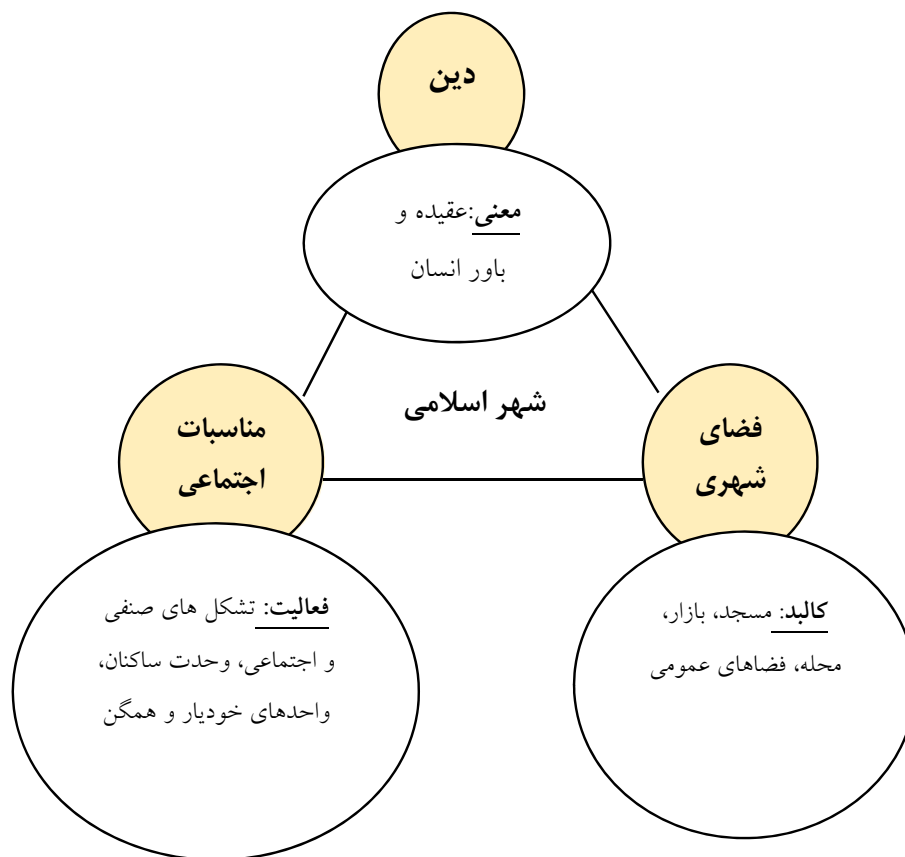 دین
معنی:عقیده و
باور انسان
شهر اسلامی
فضای
شهری
کالبد: مسجد، بازار،
محله، فضاهای عمومی
مناسبات
اجتماعی
فعالیت: تشکل های صنفی
و اجتماعی، وحدت ساکنان،
واحدهای خودیار و همگن